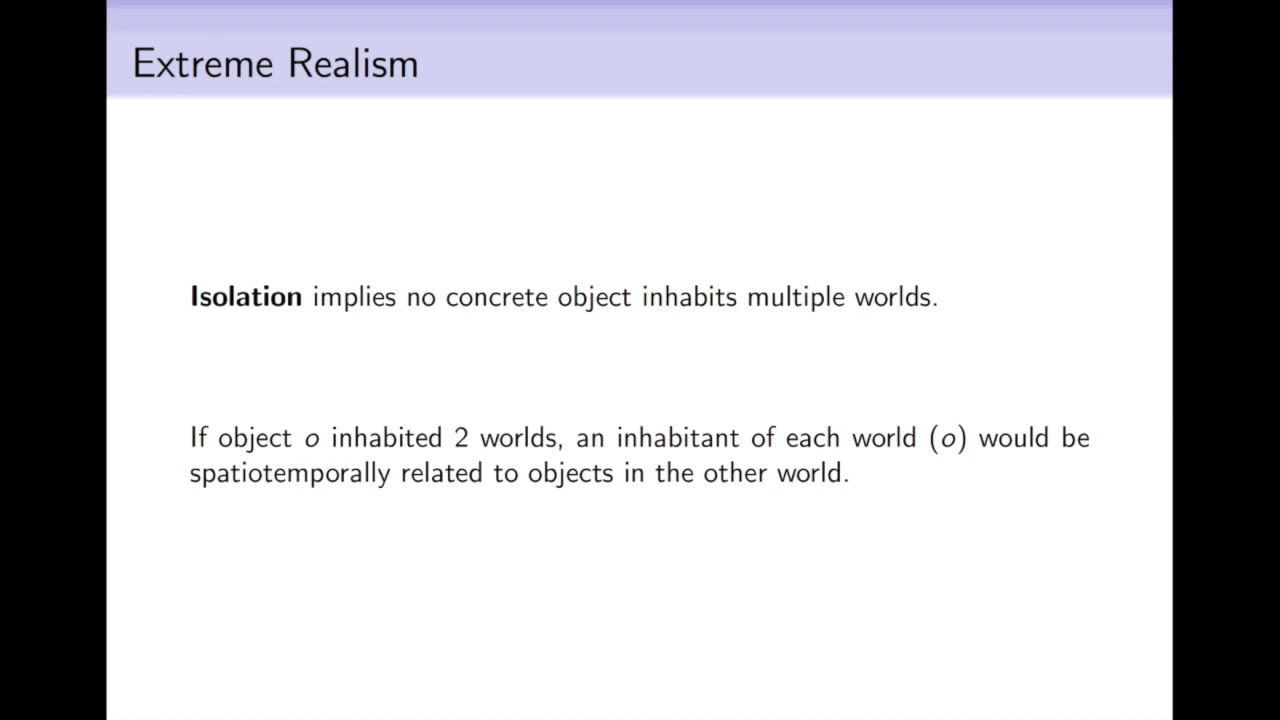 Extreme Realism
Isolation implies no concrete object inhabits multiple worlds.
If object o inhabited 2 worlds, an inhabitant of each world (o) would be
spatiotemporally related to objects in the other world.